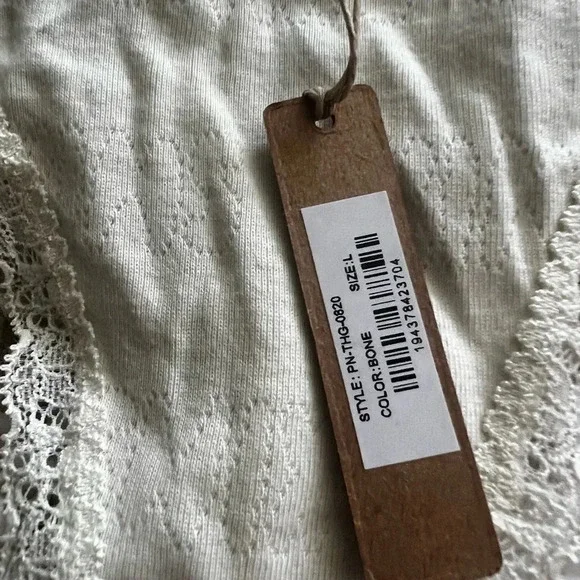 STYLE: PN-THG-0820
COLOR:BONE SIZE:L
194378423704